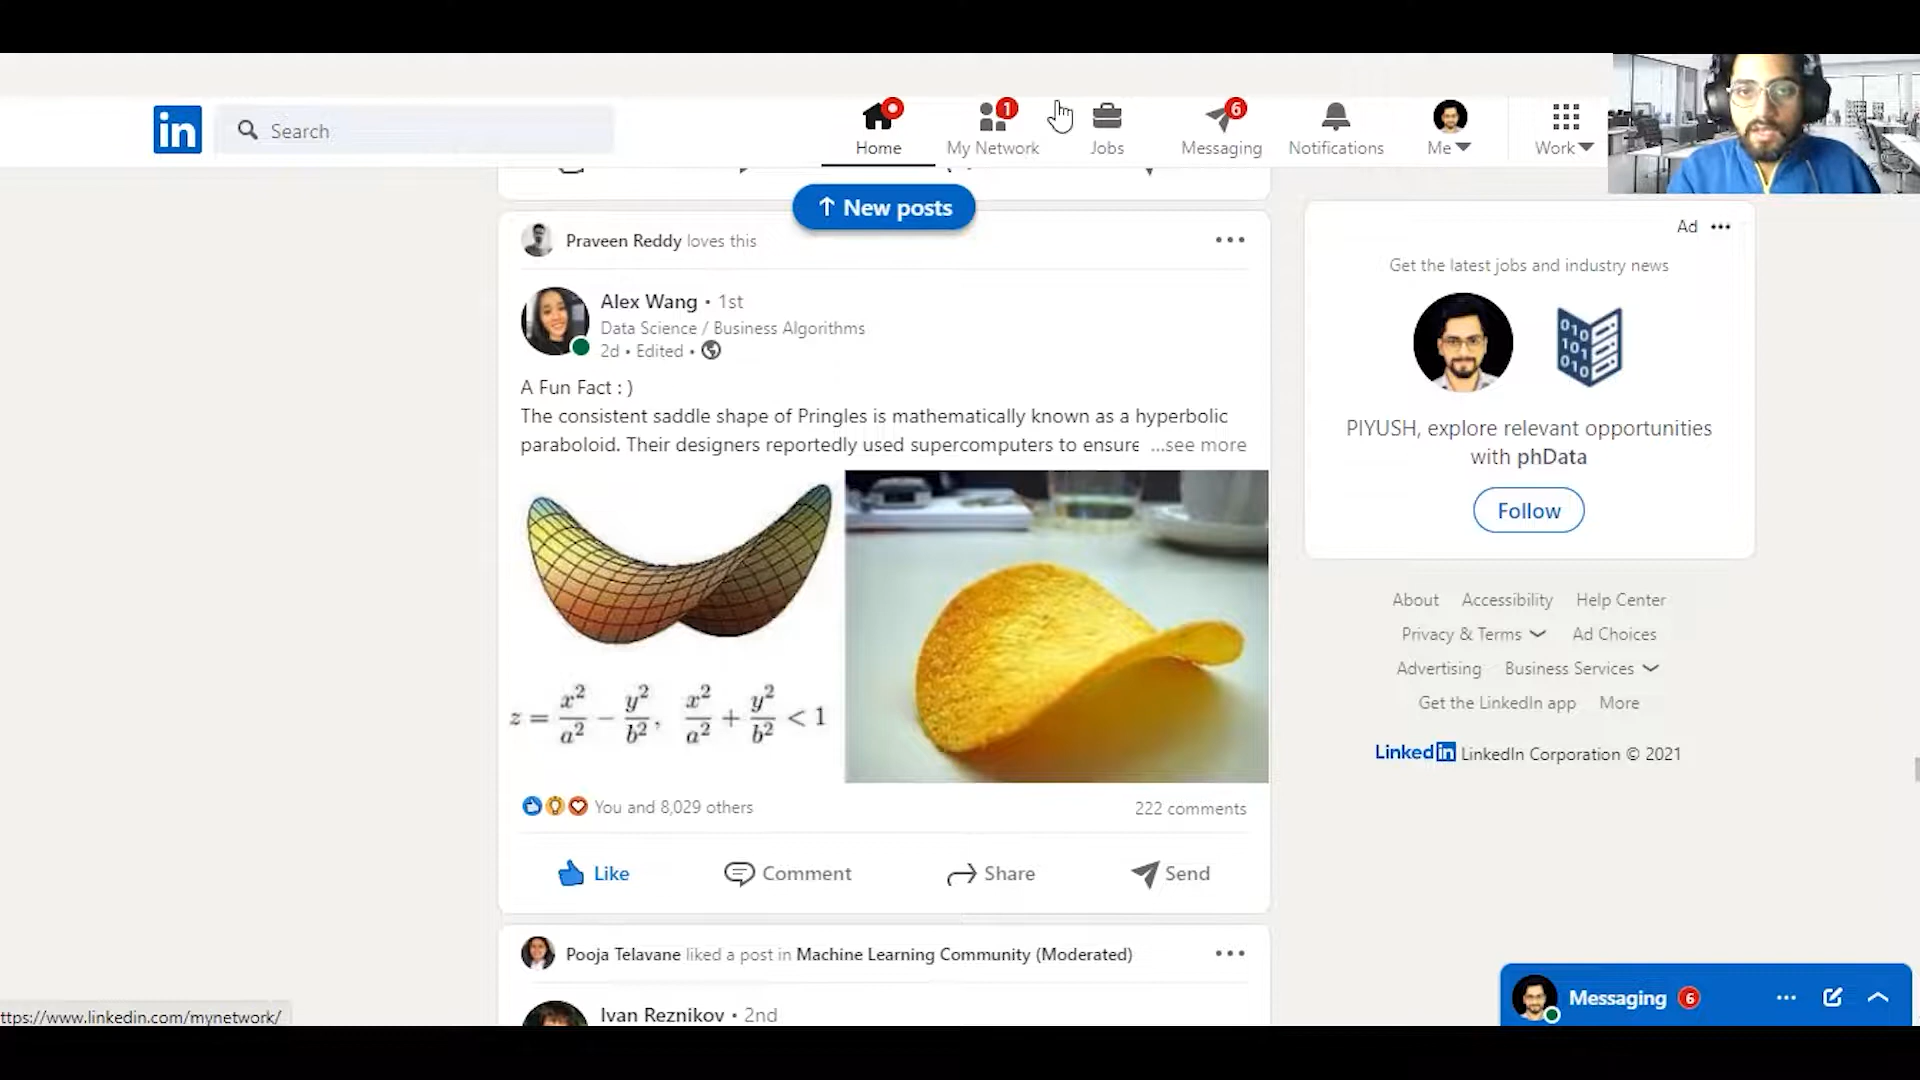 in
Search
Home
1
My Network
Jobs
6
Messaging
Notifications
Me
Work
↑ New posts
Praveen Reddy loves this
Alex Wang • 1st
Data Science / Business Algorithms
2d • Edited •
A Fun Fact : )
The consistent saddle shape of Pringles is mathematically known as a hyperbolic
paraboloid. Their designers reportedly used supercomputers to ensure ...see more
z = x²/a² − y²/b², x²/a² + y²/b² < 1
You and 8,029 others
222 comments
Like
Comment
Share
Send
Pooja Telavane liked a post in Machine Learning Community (Moderated)
Ivan Reznikov • 2nd
Ad
Get the latest jobs and industry news
010
101
010
PIYUSH, explore relevant opportunities
with phData
Follow
About Accessibility Help Center
Privacy & Terms Ad Choices
Advertising Business Services
Get the LinkedIn app More
LinkedIn LinkedIn Corporation © 2021
Messaging 6
ttps://www.linkedin.com/mynetwork/